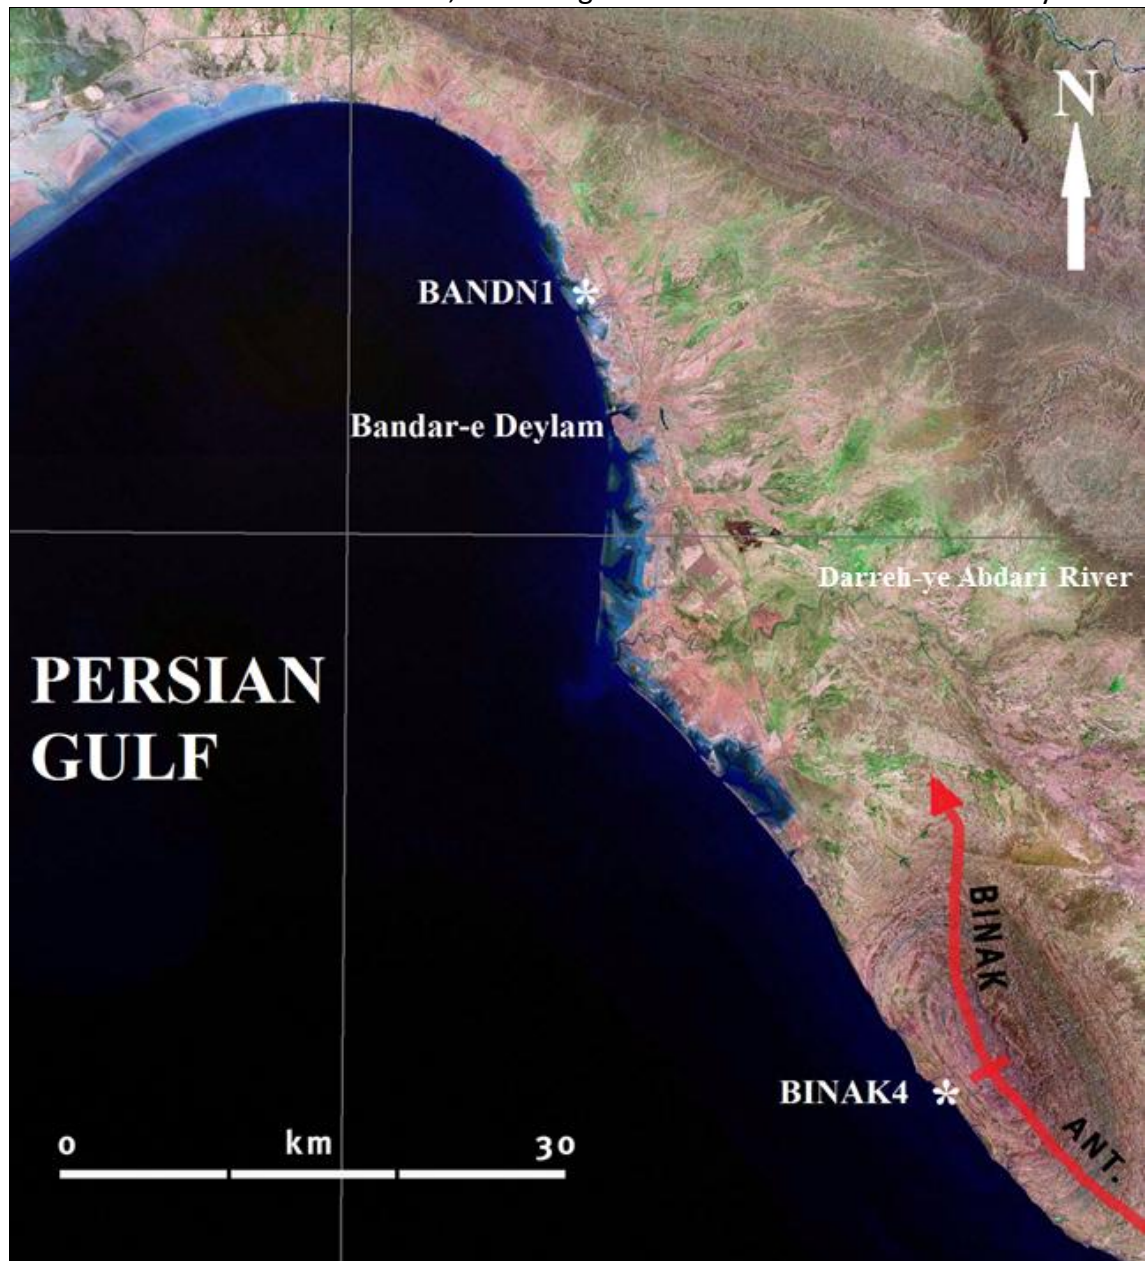 N
BANDN1 *
Bandar-e Deylam
Darreh-ye Abdari River
PERSIAN
GULF
BINAK
BINAK4 *
ANT.
0 km 30